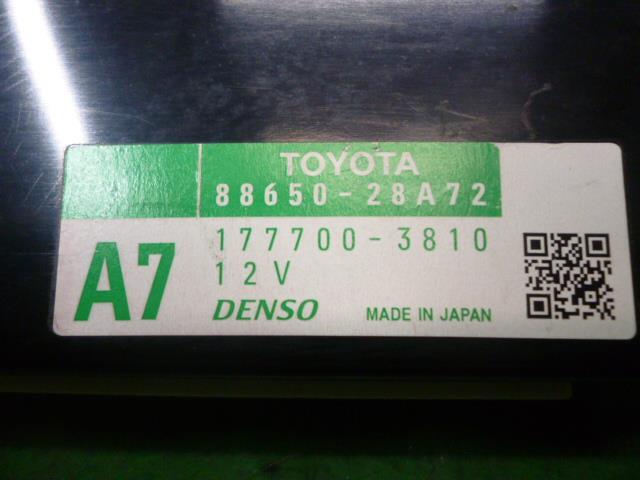 TOYOTA
88650-28A72
A7
177700-3810
12V
DENSO MADE IN JAPAN